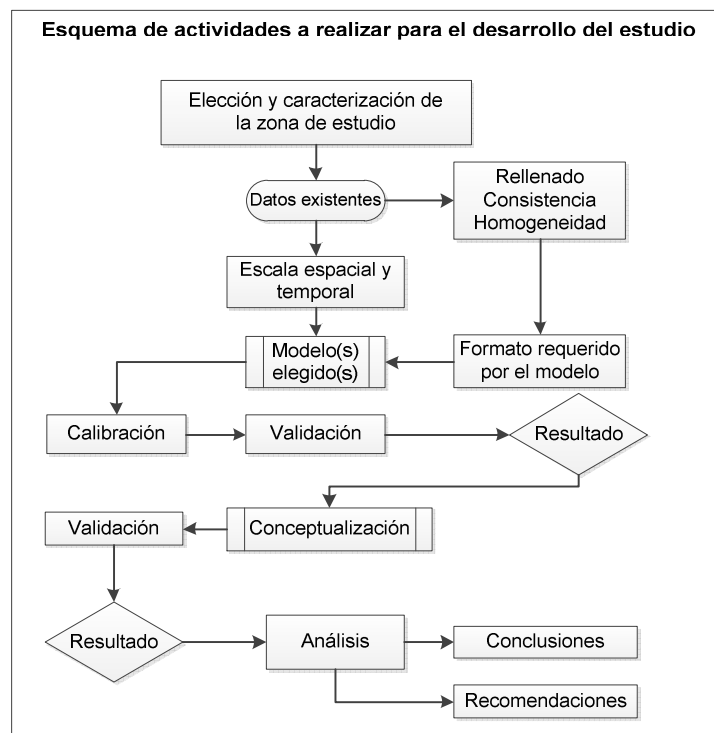 Esquema de actividades a realizar para el desarrollo del estudio
Elección y caracterización de
la zona de estudio
Datos existentes
Rellenado
Consistencia
Homogeneidad
Escala espacial y
temporal
Modelo(s)
elegido(s)
Formato requerido
por el modelo
Calibración
Validación
Resultado
Validación
Conceptualización
Resultado
Análisis
Conclusiones
Recomendaciones